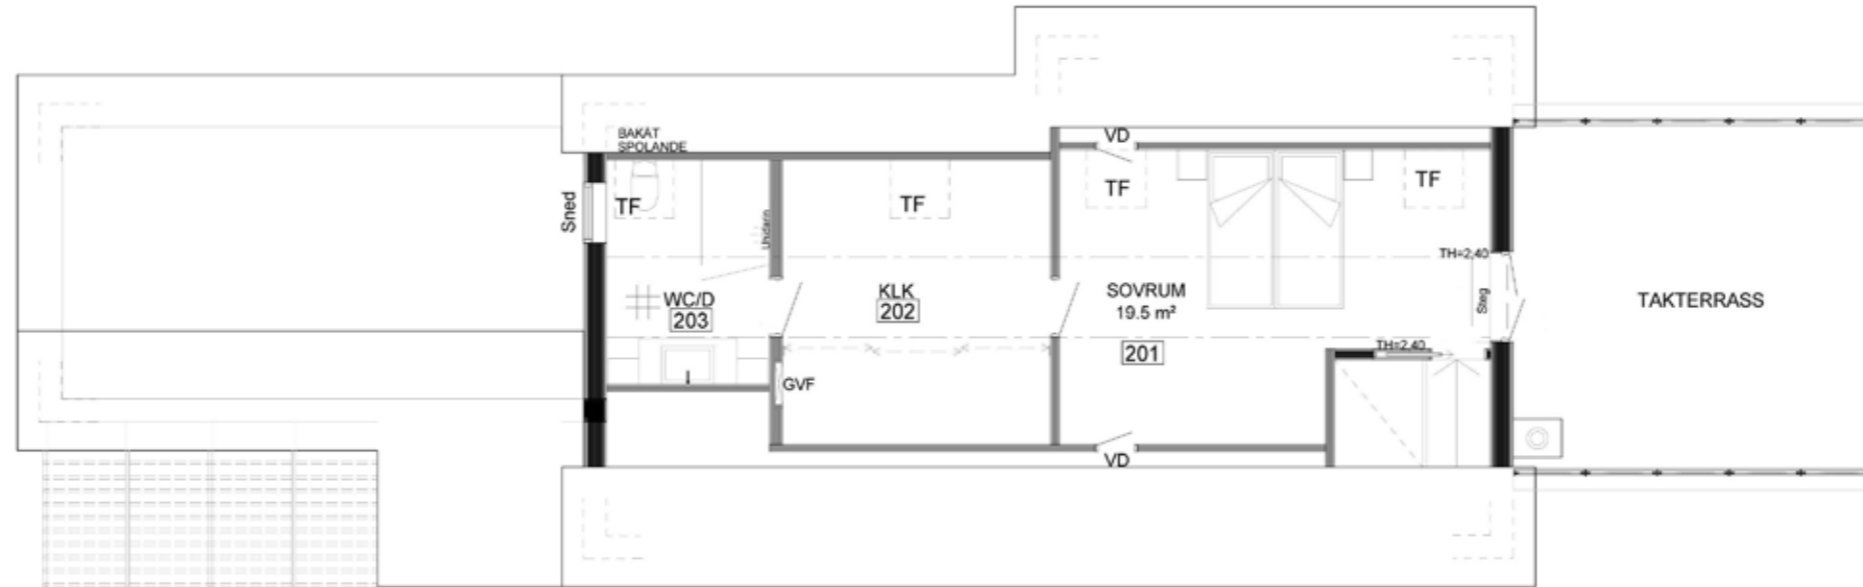 VD
BAKÅT
SPOLANDE
TF
TF
TF
TF
Sned
TH=2,40
WC/D
203
KLK
202
SOVRUM
19.5 m²
201
Steg
TAKTERRASS
TH=2,40
GVF
VD